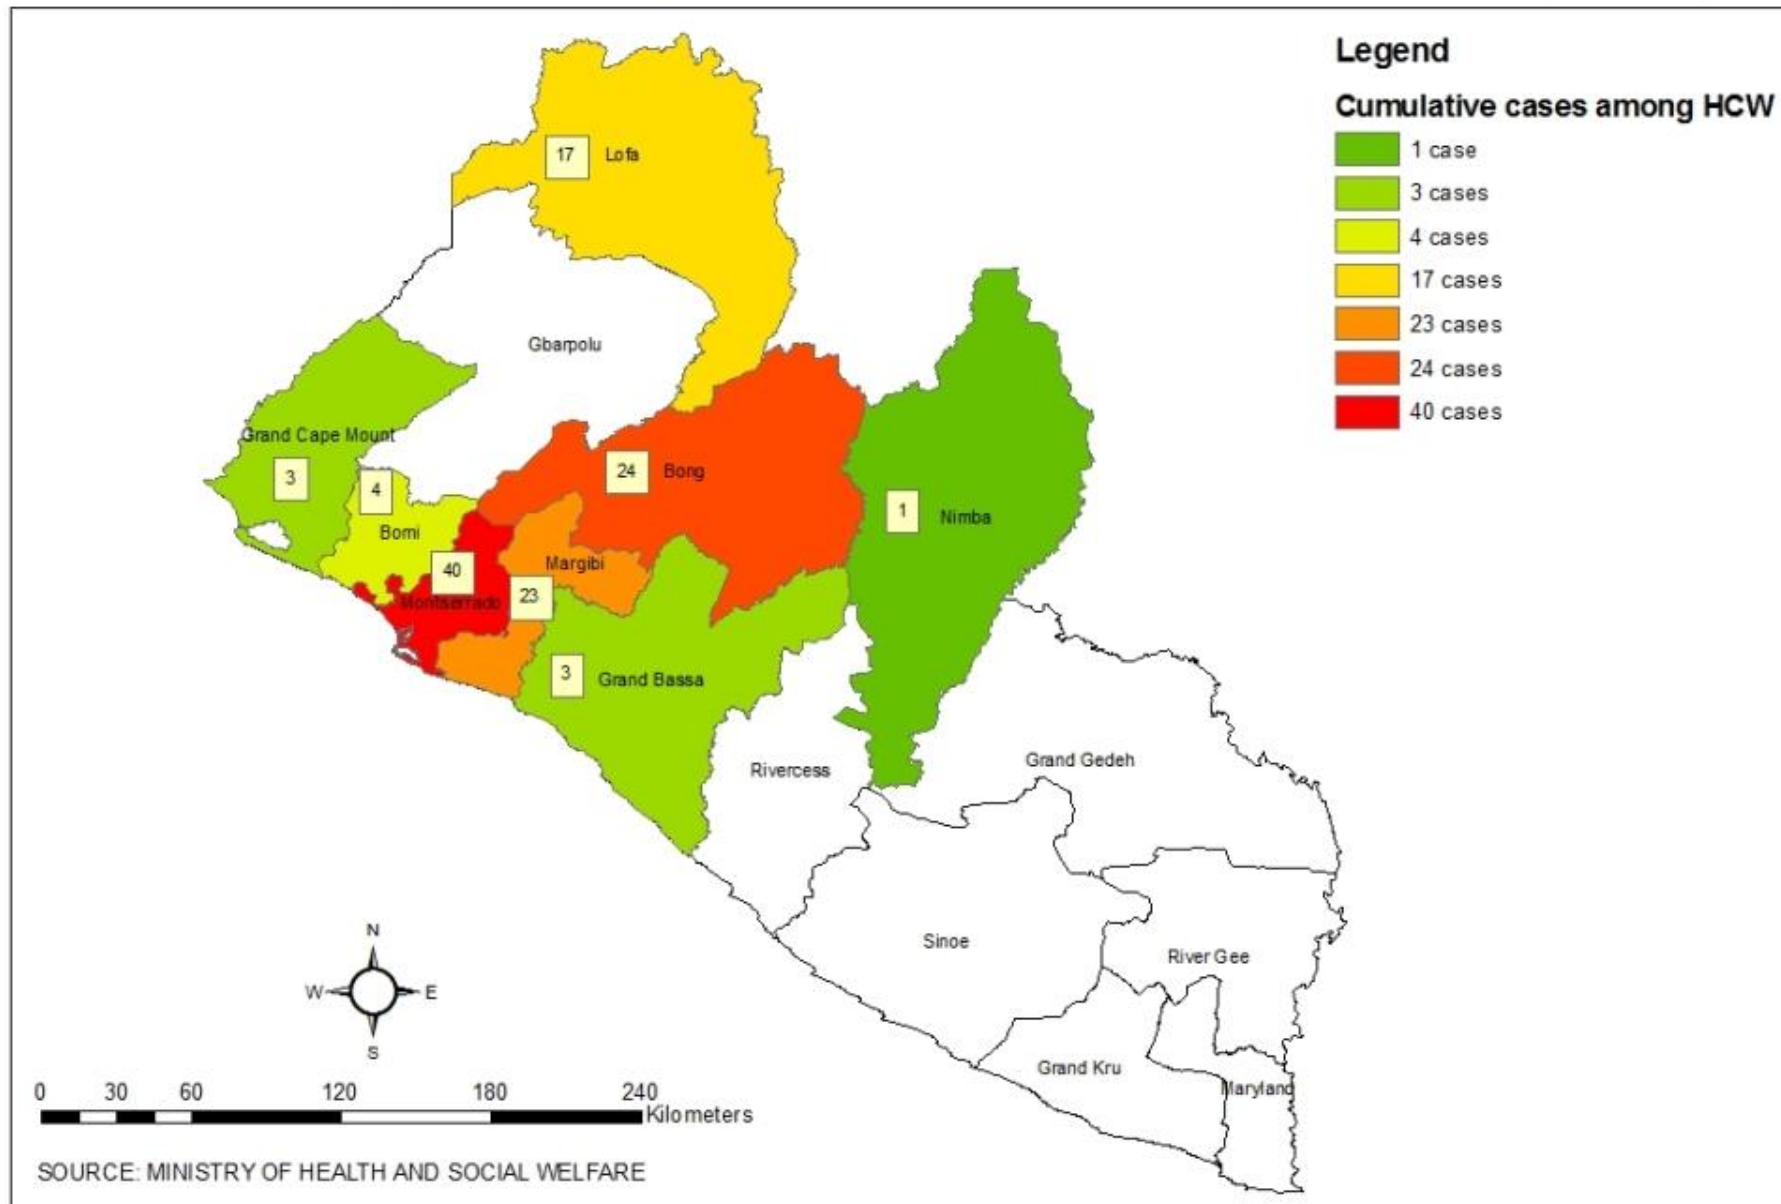 Legend
Cumulative cases among HCW
1 case
3 cases
4 cases
17 cases
23 cases
24 cases
40 cases
17 Lofa
Gbarpolu
Grand Cape Mount
3
4
Bomi
24 Bong
1 Nimba
40
Montserrado
Margibi
23
3 Grand Bassa
Rivercess
Grand Gedeh
Sinoe
River Gee
Grand Kru
Maryland
N
W E
S
0 30 60 120 180 240
Kilometers
SOURCE: MINISTRY OF HEALTH AND SOCIAL WELFARE